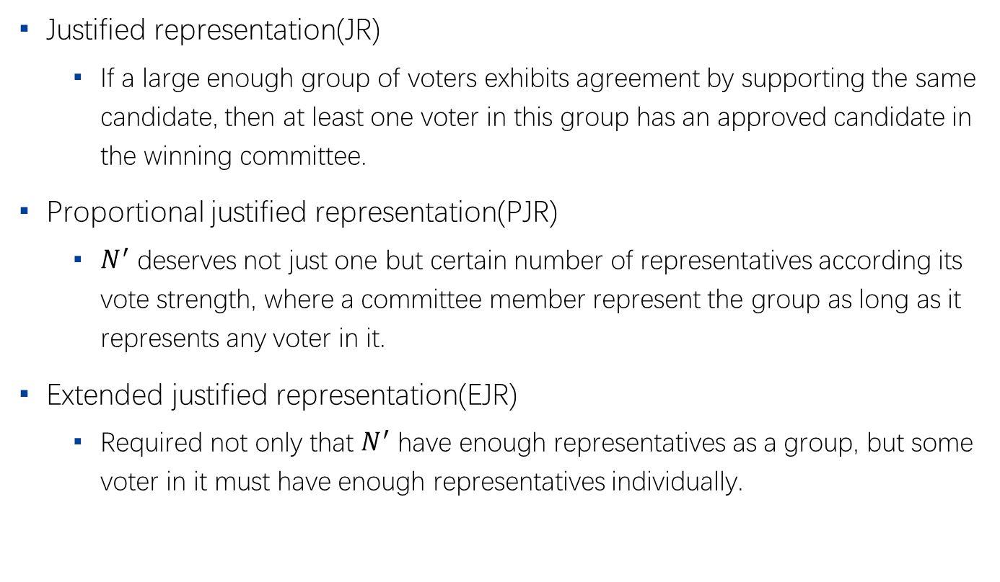 ▪ Justified representation(JR)
▪ If a large enough group of voters exhibits agreement by supporting the same
candidate, then at least one voter in this group has an approved candidate in
the winning committee.
▪ Proportional justified representation(PJR)
▪ N′ deserves not just one but certain number of representatives according its
vote strength, where a committee member represent the group as long as it
represents any voter in it.
▪ Extended justified representation(EJR)
▪ Required not only that N′ have enough representatives as a group, but some
voter in it must have enough representatives individually.